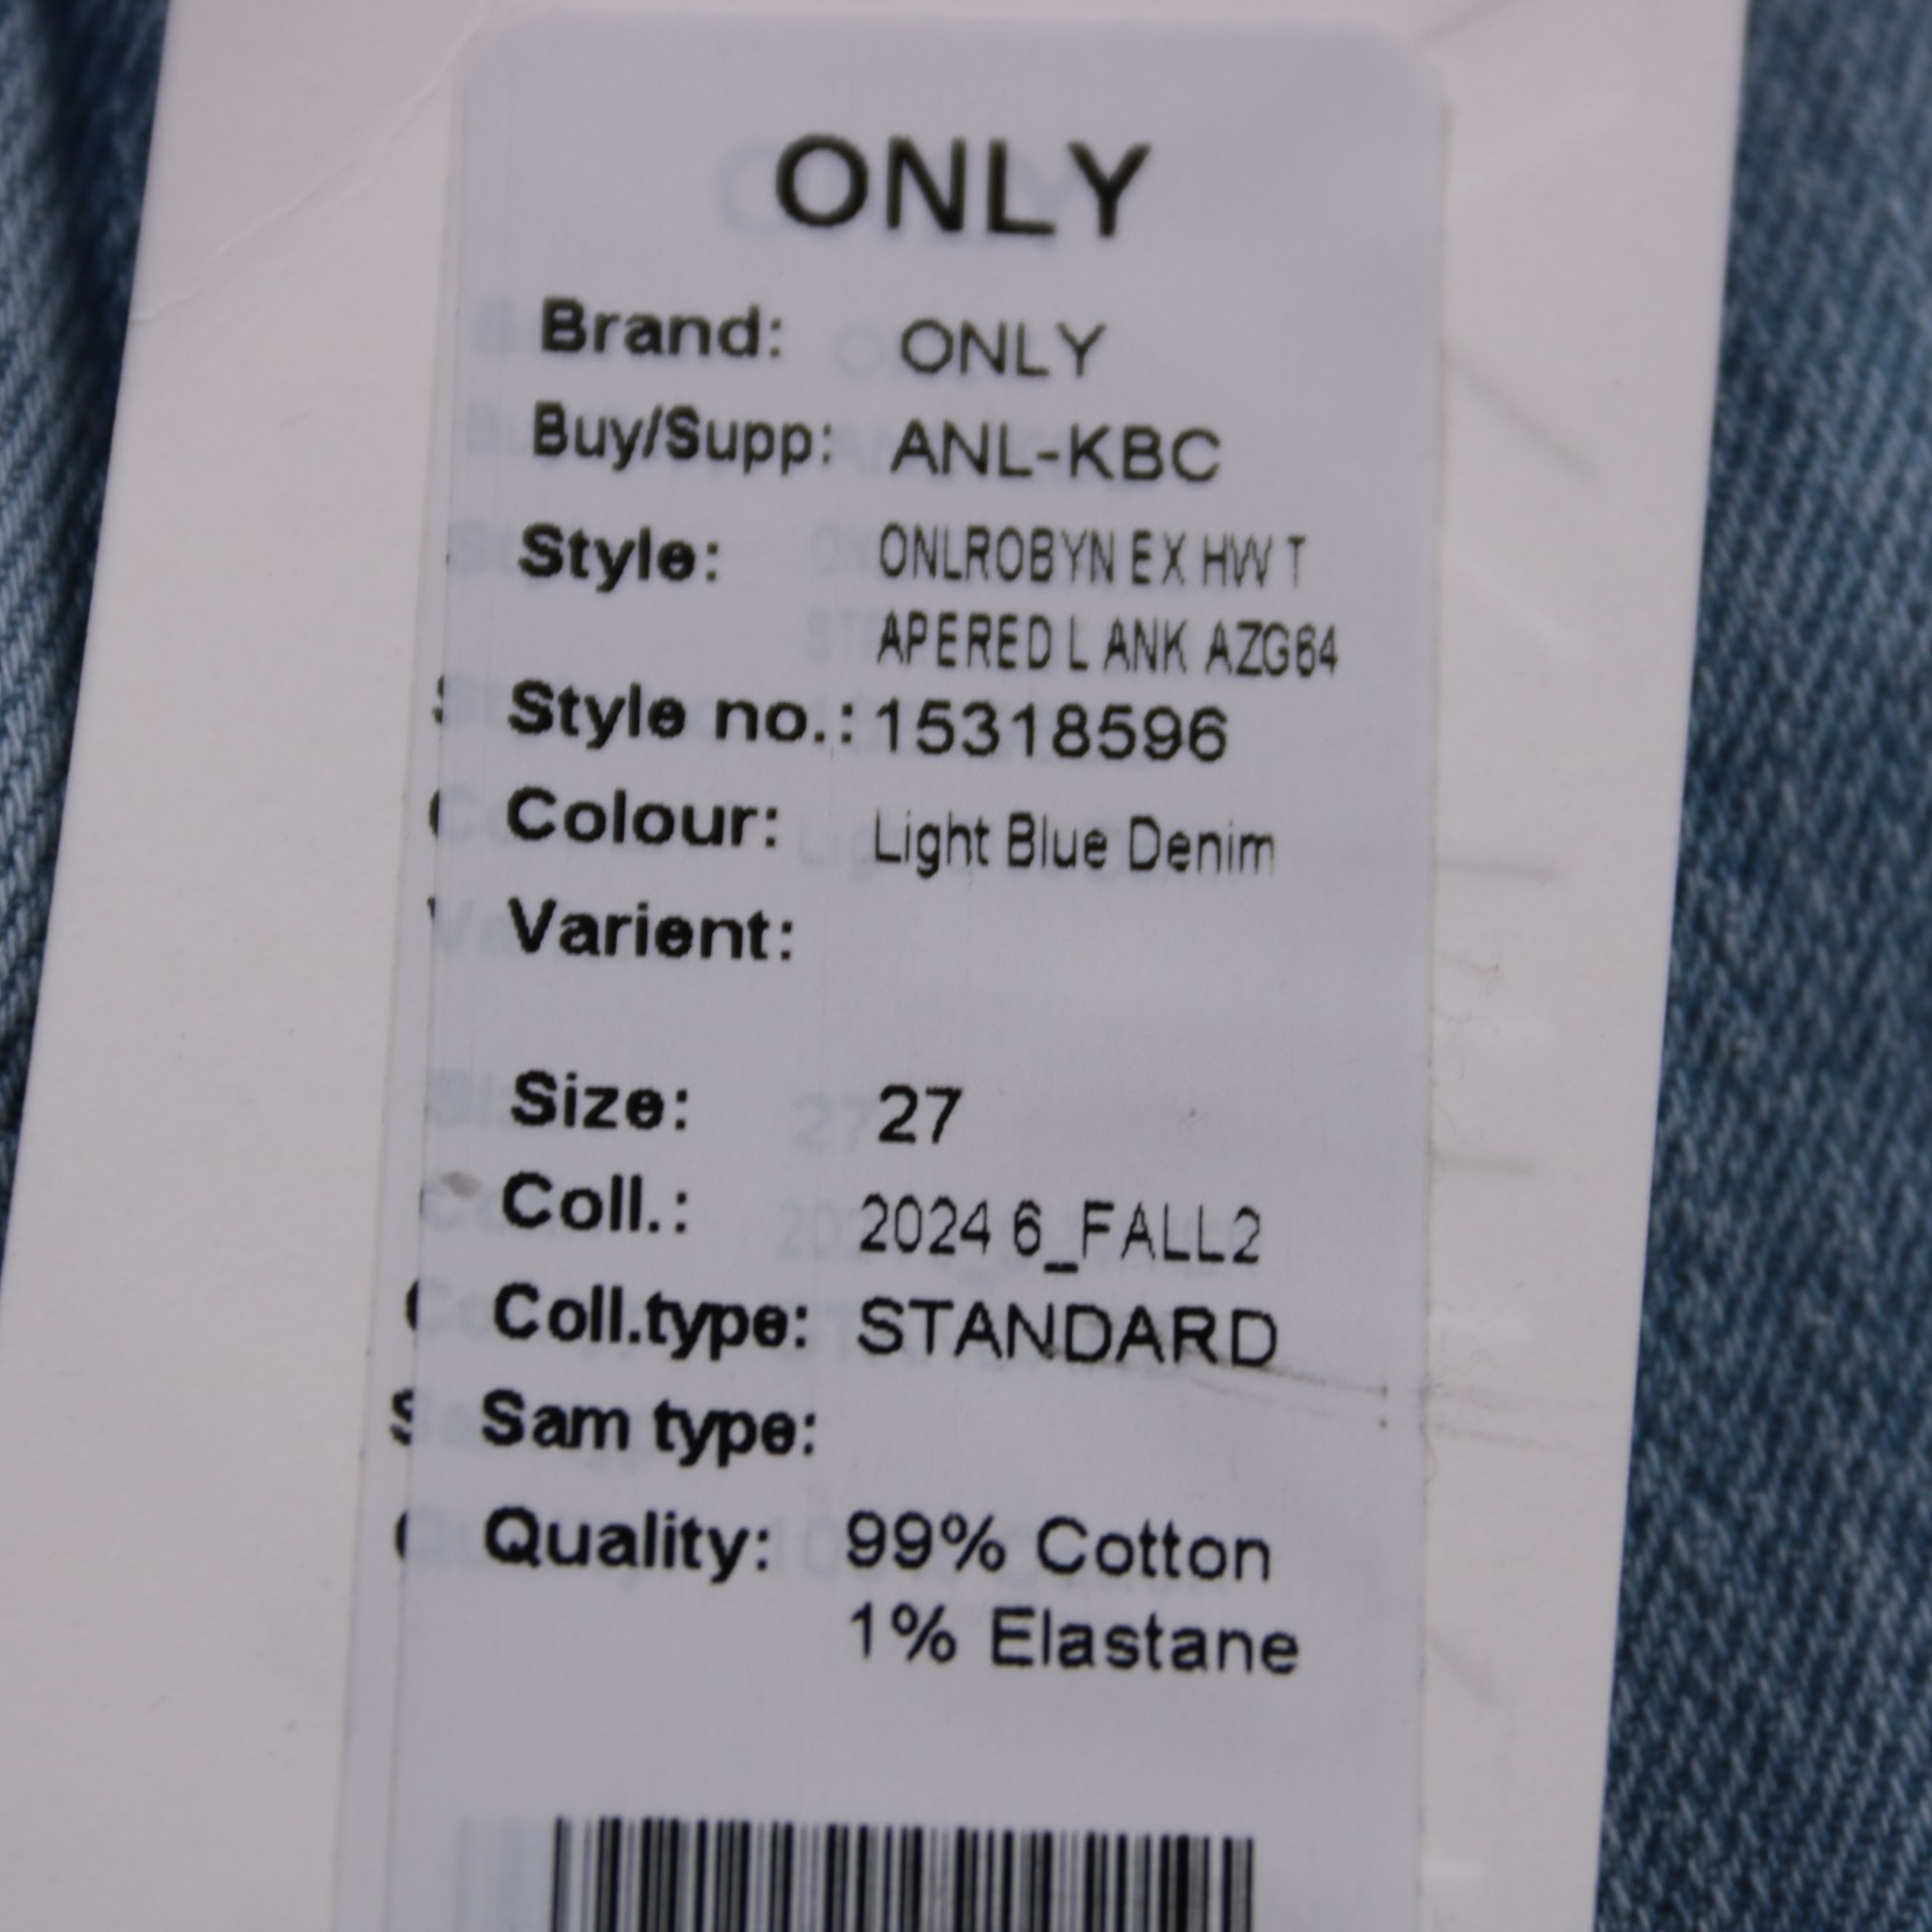 ONLY
Brand: ONLY
Buy/Supp: ANL-KBC
Style: ONLROBYN EX HW T
APERED L ANK AZG64
Style no.: 15318596
Colour: Light Blue Denim
Varient:
Size: 27
Coll.: 2024 6_FALL2
Coll.type: STANDARD
Sam type:
Quality: 99% Cotton
1% Elastane